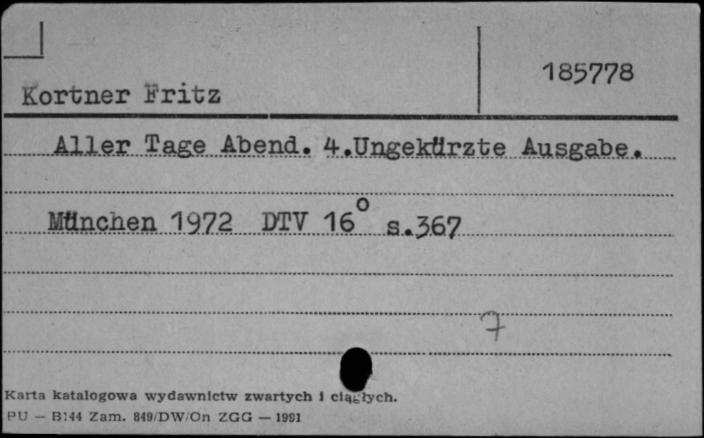 185778
Kortner Fritz
Aller Tage Abend. 4.Ungekürzte Ausgabe.
München 1972 DTV 16° s.367
7
Karta katalogowa wydawnictw zwartych i ciągłych.
PU — B144 Zam. 849/DW/On ZGG — 1991